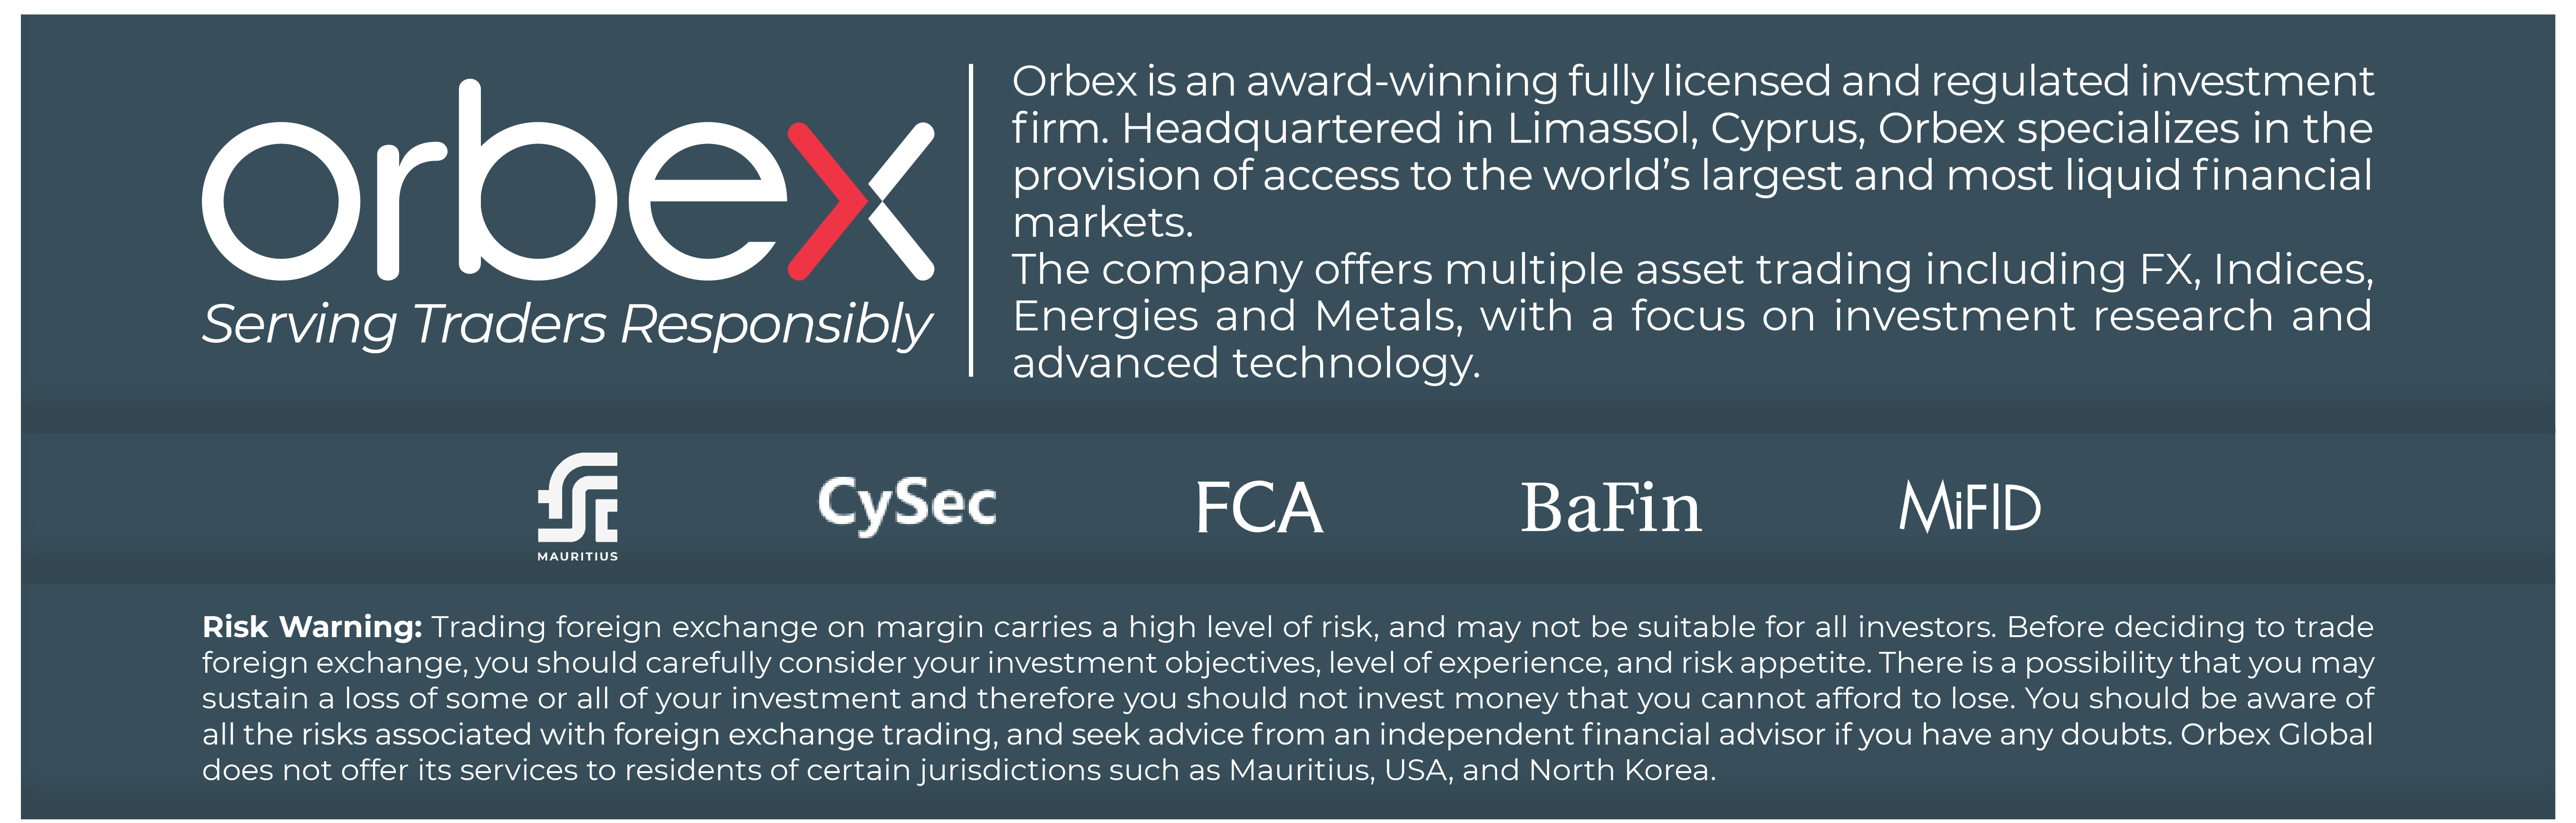 orbex
Serving Traders Responsibly
Orbex is an award-winning fully licensed and regulated investment
firm. Headquartered in Limassol, Cyprus, Orbex specializes in the
provision of access to the world's largest and most liquid financial
markets.
The company offers multiple asset trading including FX, Indices,
Energies and Metals, with a focus on investment research and
advanced technology.
MAURITIUS
CySec
FCA
BaFin
MiFID
Risk Warning: Trading foreign exchange on margin carries a high level of risk, and may not be suitable for all investors. Before deciding to trade
foreign exchange, you should carefully consider your investment objectives, level of experience, and risk appetite. There is a possibility that you may
sustain a loss of some or all of your investment and therefore you should not invest money that you cannot afford to lose. You should be aware of
all the risks associated with foreign exchange trading, and seek advice from an independent financial advisor if you have any doubts. Orbex Global
does not offer its services to residents of certain jurisdictions such as Mauritius, USA, and North Korea.